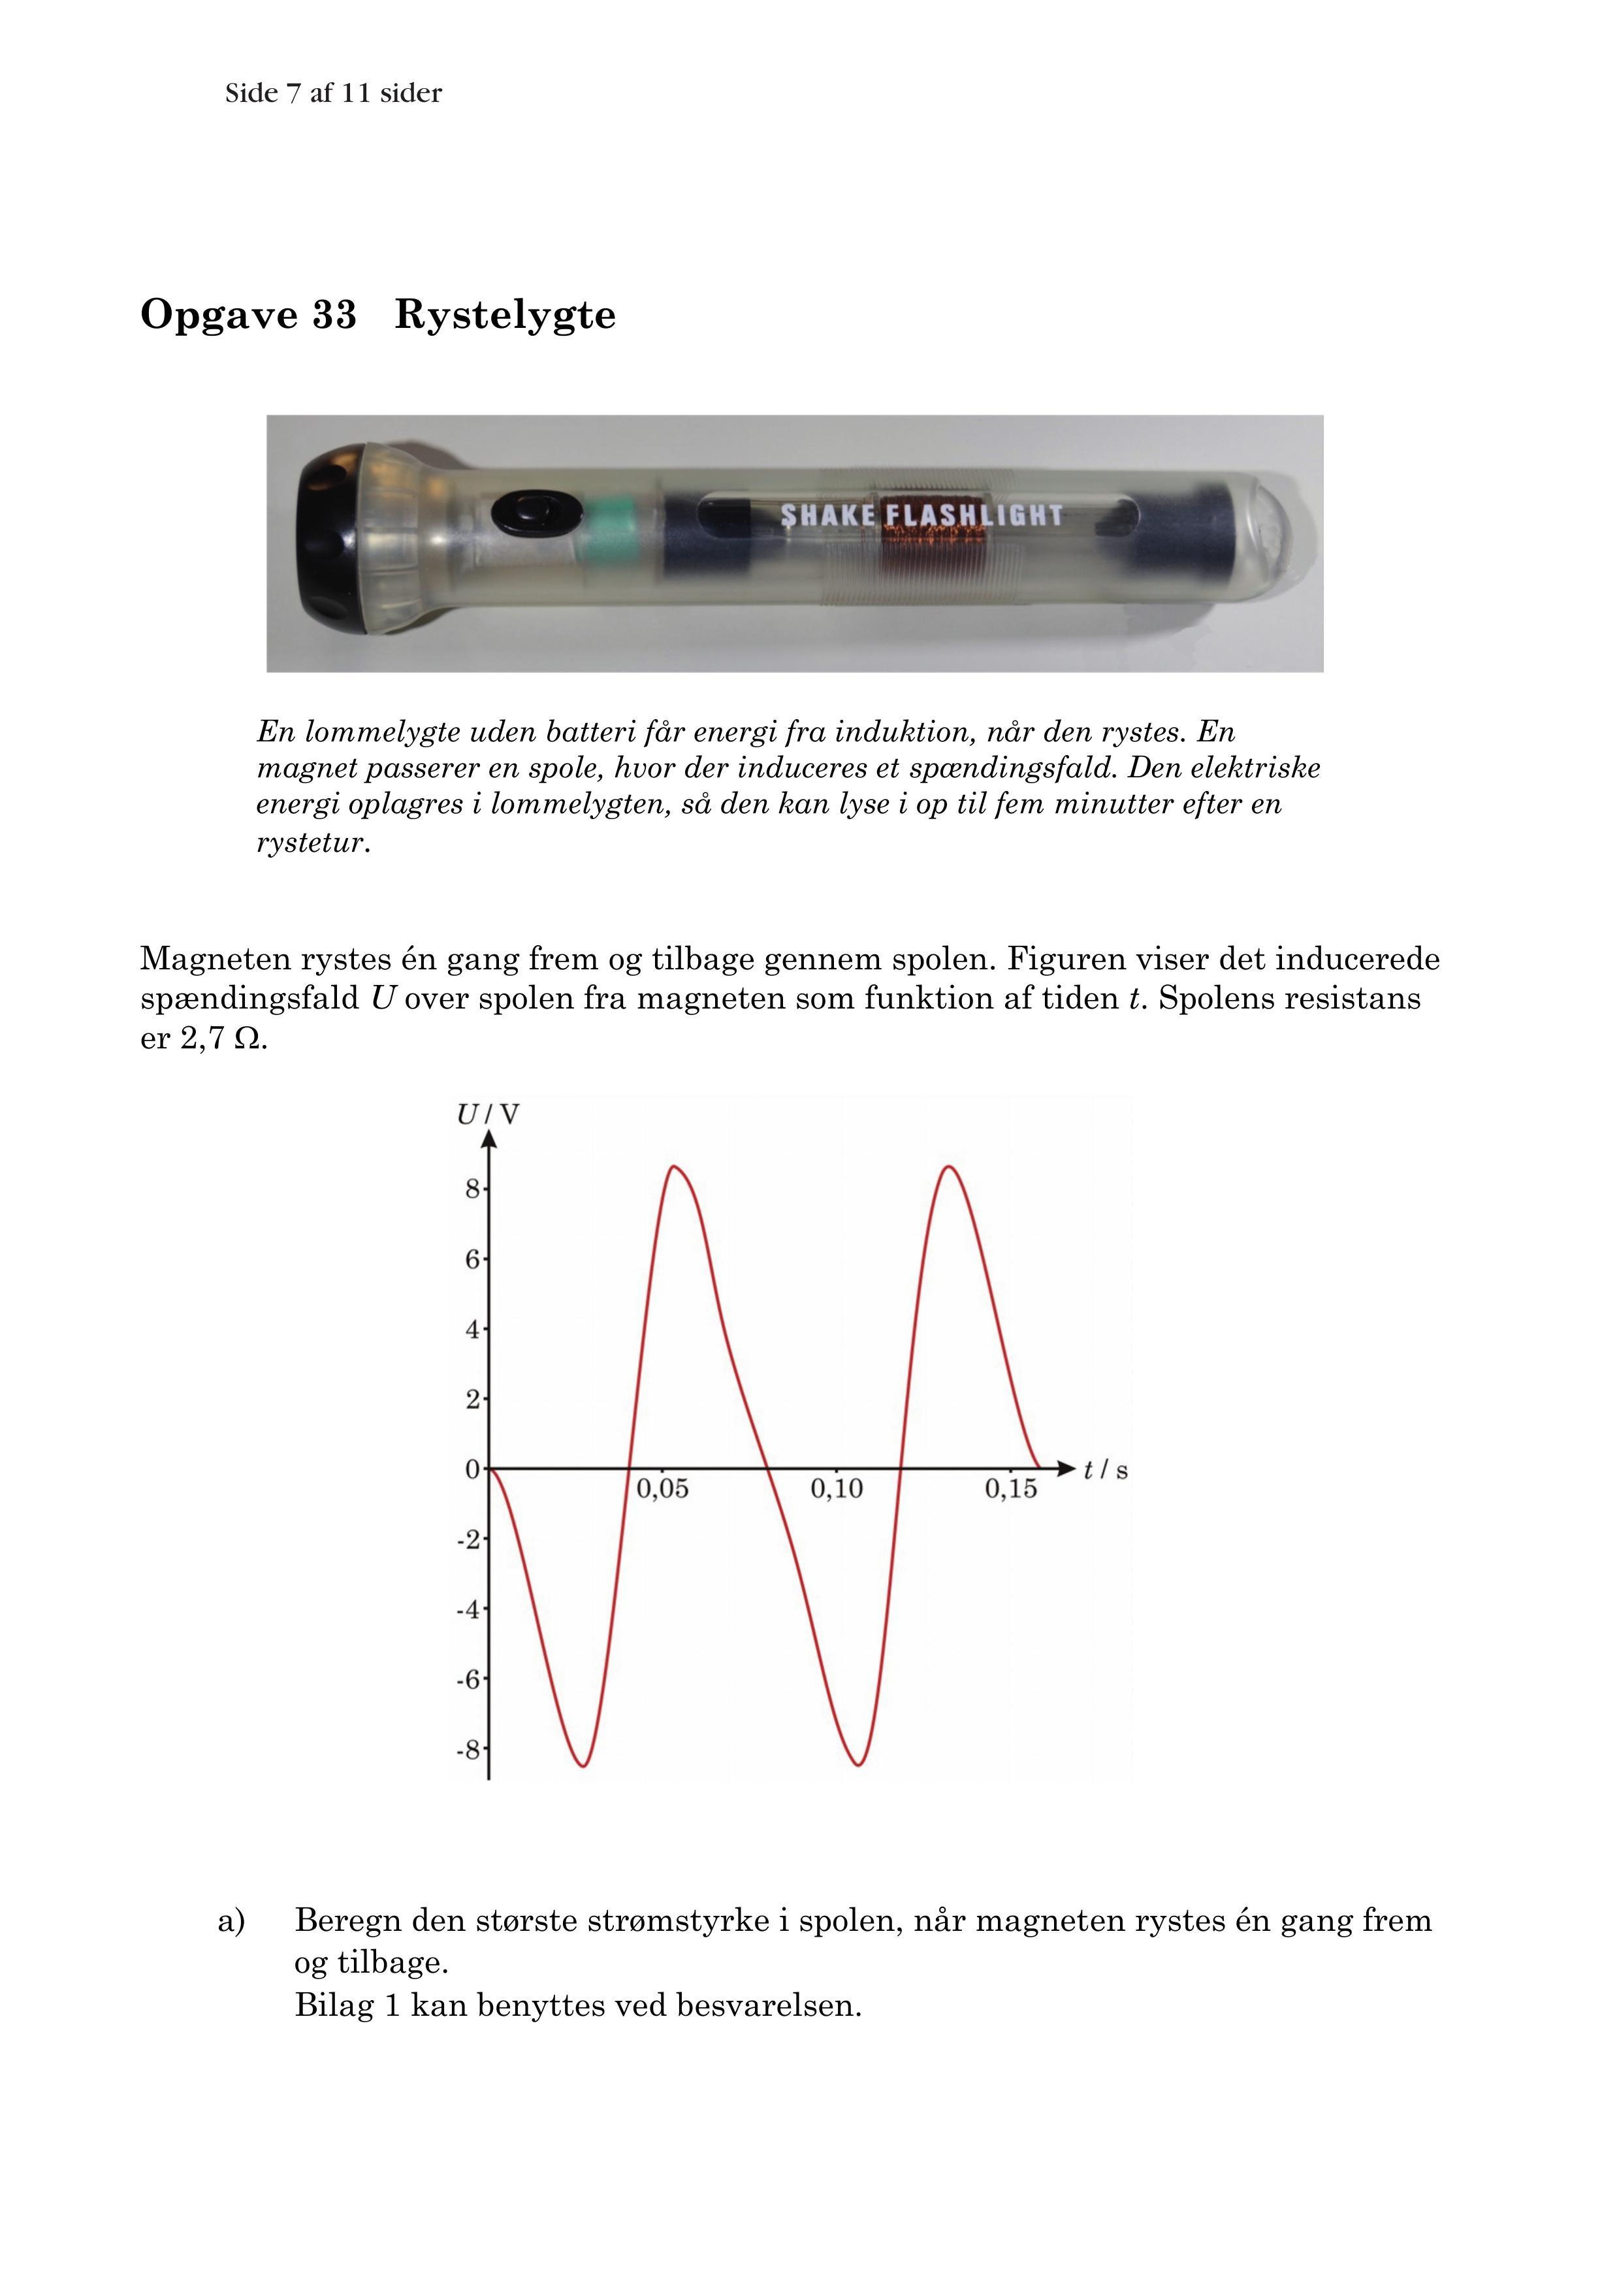 Side 7 af 11 sider
Opgave 33 Rystelygte
SHAKE FLASHLIGHT
En lommelygte uden batteri får energi fra induktion, når den rystes. En
magnet passerer en spole, hvor der induceres et spændingsfald. Den elektriske
energi oplagres i lommelygten, så den kan lyse i op til fem minutter efter en
rystetur.
Magneten rystes én gang frem og tilbage gennem spolen. Figuren viser det inducerede
spændingsfald U over spolen fra magneten som funktion af tiden t. Spolens resistans
er 2,7 Ω.
U / V
8
6
4
2
0
0,05 0,10 0,15 t / s
-2
-4
-6
-8
a) Beregn den største strømstyrke i spolen, når magneten rystes én gang frem
og tilbage.
Bilag 1 kan benyttes ved besvarelsen.